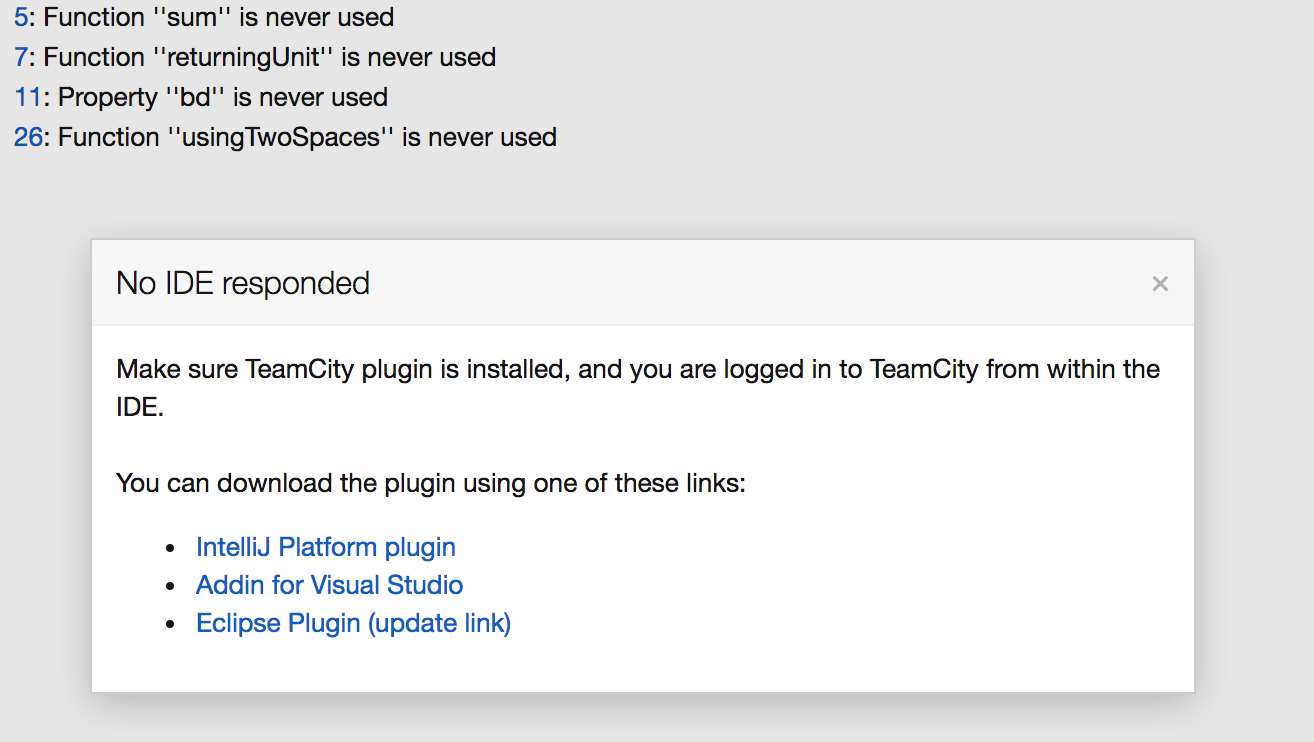 5: Function ''sum'' is never used
7: Function ''returningUnit'' is never used
11: Property ''bd'' is never used
26: Function ''usingTwoSpaces'' is never used
No IDE responded
×
Make sure TeamCity plugin is installed, and you are logged in to TeamCity from within the
IDE.
You can download the plugin using one of these links:
• IntelliJ Platform plugin
• Addin for Visual Studio
• Eclipse Plugin (update link)